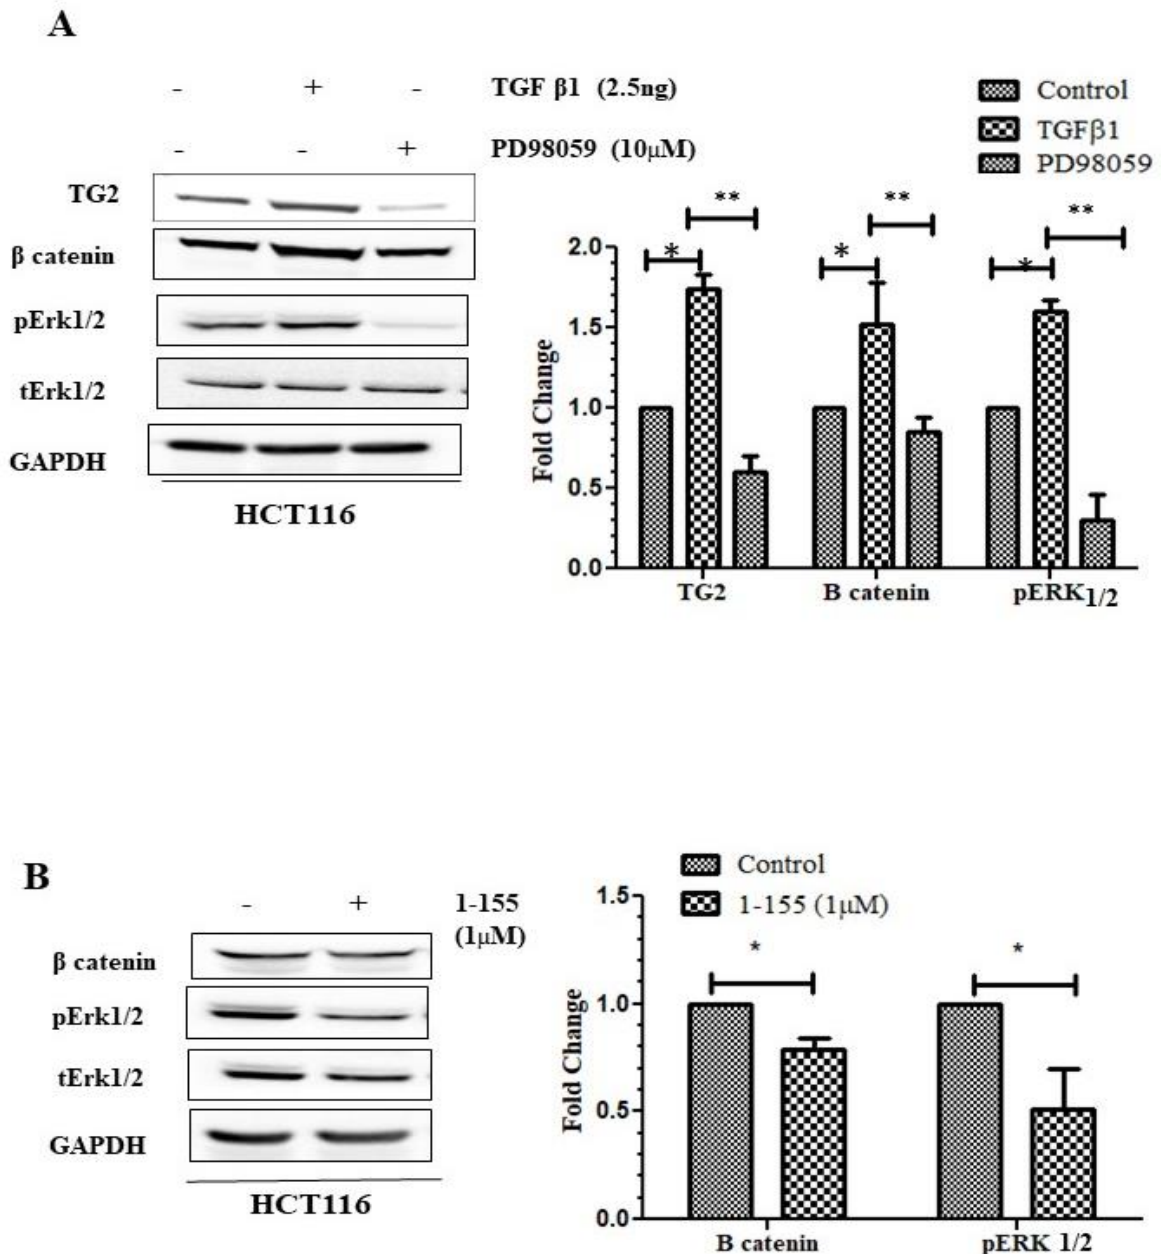 A
- + - TGF β1 (2.5ng)
- - + PD98059 (10μM)
TG2
β catenin
pErk1/2
tErk1/2
GAPDH
HCT116
Control
TGFβ1
PD98059
** ** **
* * *
2.0
1.5
1.0
0.5
0.0
Fold Change
TG2 B catenin pERK1/2
B
- + 1-155
(1μM)
β catenin
pErk1/2
tErk1/2
GAPDH
HCT116
Control
1-155 (1μM)
* *
1.5
1.0
0.5
0.0
Fold Change
B catenin pERK 1/2